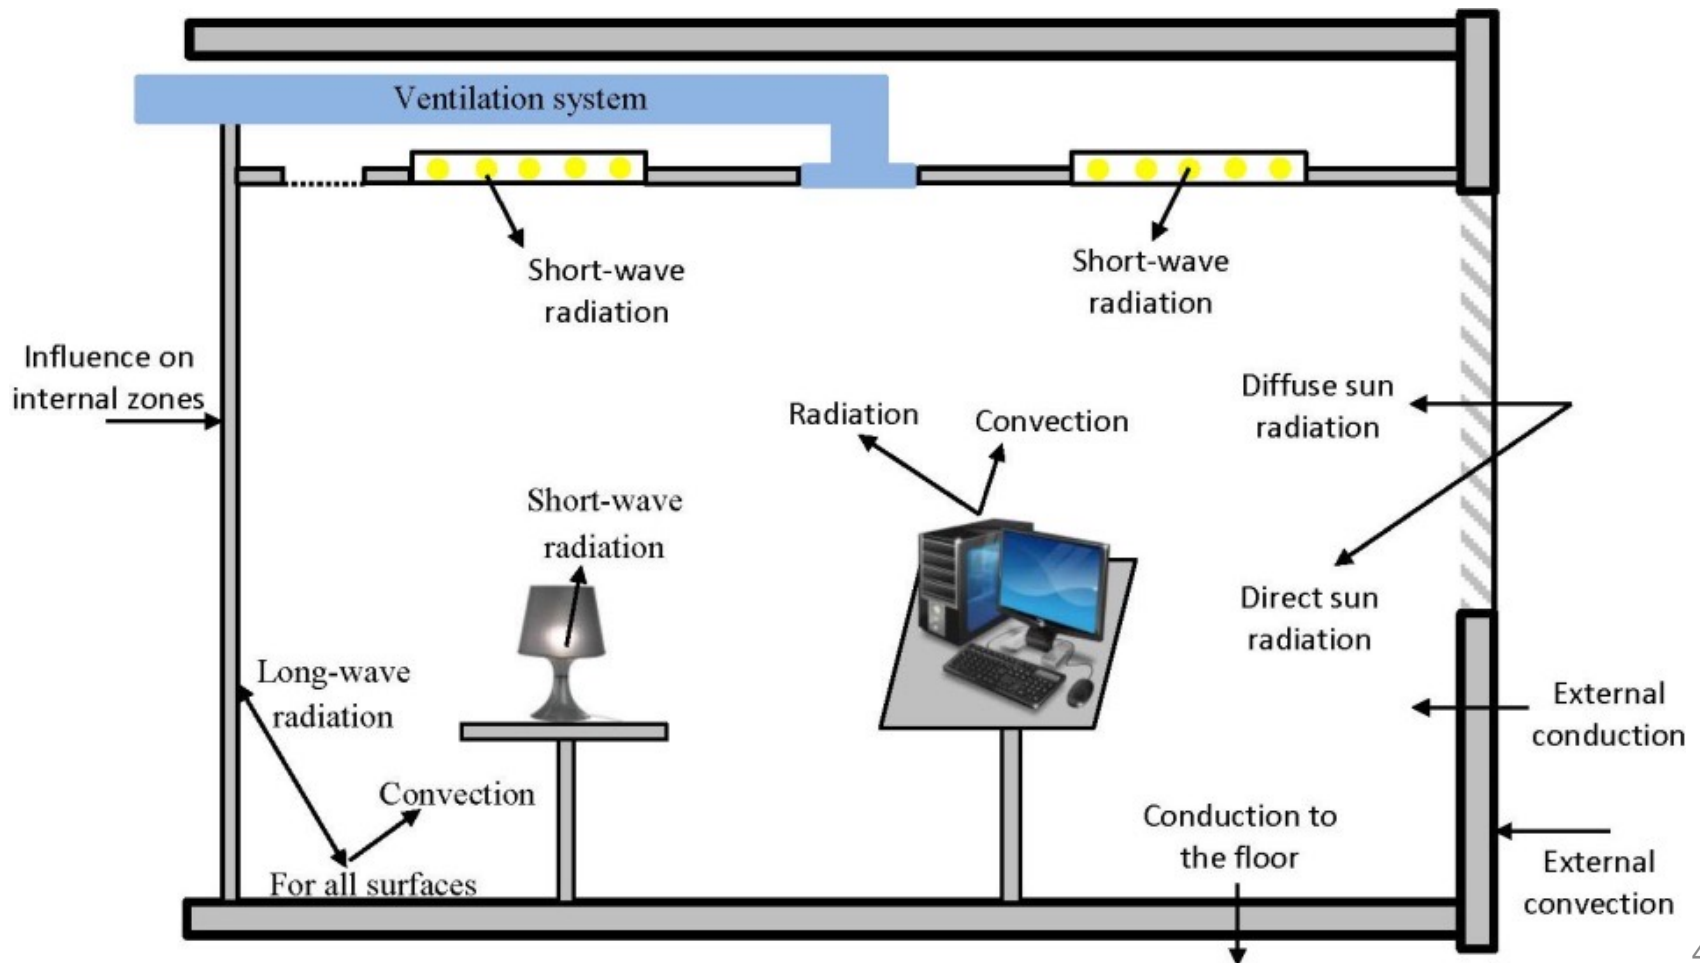 Ventilation system
Short-wave
radiation
Short-wave
radiation
Influence on
internal zones
Diffuse sun
radiation
Radiation
Convection
Short-wave
radiation
Direct sun
radiation
Long-wave
radiation
External
conduction
Convection
Conduction to
the floor
For all surfaces
External
convection